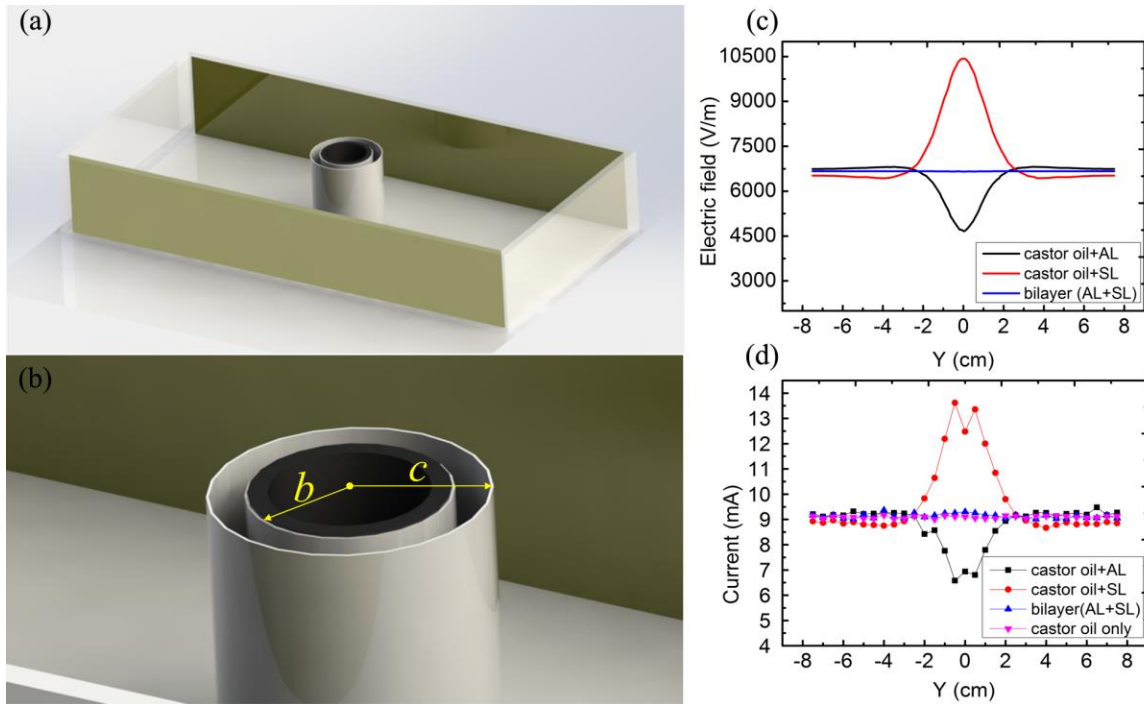 (a)
(b)
b
c
(c)
Electric field (V/m)
10500
9000
7500
6000
4500
3000
castor oil+AL
castor oil+SL
bilayer (AL+SL)
-8 -6 -4 -2 0 2 4 6 8
Y (cm)
(d)
Current (mA)
14
13
12
11
10
9
8
7
6
5
4
castor oil+AL
castor oil+SL
bilayer(AL+SL)
castor oil only
-8 -6 -4 -2 0 2 4 6 8
Y (cm)